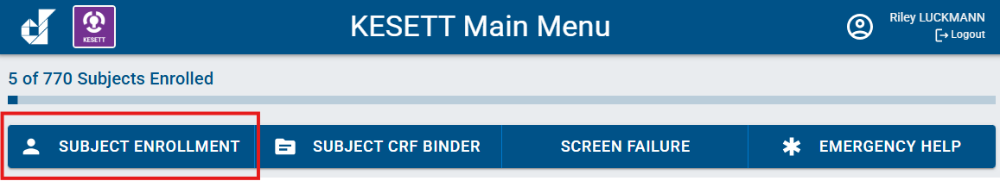 KESETT
KESETT Main Menu
Riley LUCKMANN
Logout
5 of 770 Subjects Enrolled
SUBJECT ENROLLMENT
SUBJECT CRF BINDER
SCREEN FAILURE
EMERGENCY HELP